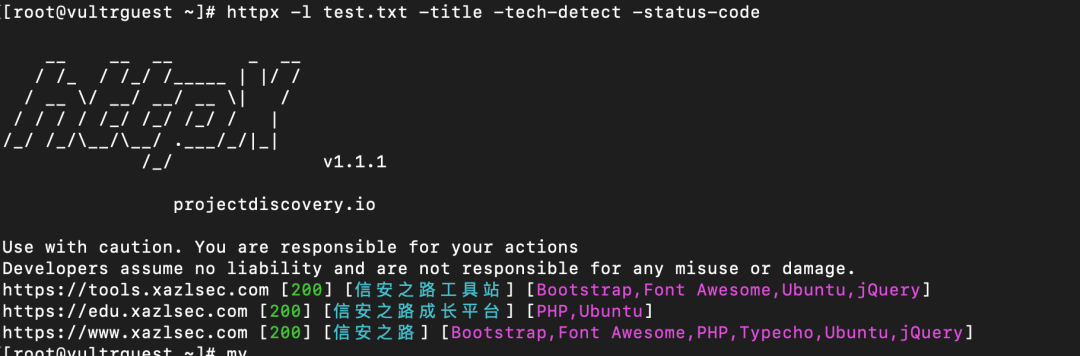 [[root@vultrguest ~]# httpx -l test.txt -title -tech-detect -status-code
    __    __  __       _  __
   / /_  / /_/ /_____ | |/ /
  / __ \/ __/ __/ __ \|   /
 / / / / /_/ /_/ /_/ /   |
/_/ /_/\__/\__/ .___/_/|_|
             /_/              v1.1.1
projectdiscovery.io
Use with caution. You are responsible for your actions
Developers assume no liability and are not responsible for any misuse or damage.
https://tools.xazlsec.com [200] [信安之路工具站] [Bootstrap,Font Awesome,Ubuntu,jQuery]
https://edu.xazlsec.com [200] [信安之路成长平台] [PHP,Ubuntu]
https://www.xazlsec.com [200] [信安之路] [Bootstrap,Font Awesome,PHP,Typecho,Ubuntu,jQuery]
[[root@vultrguest ~]# my